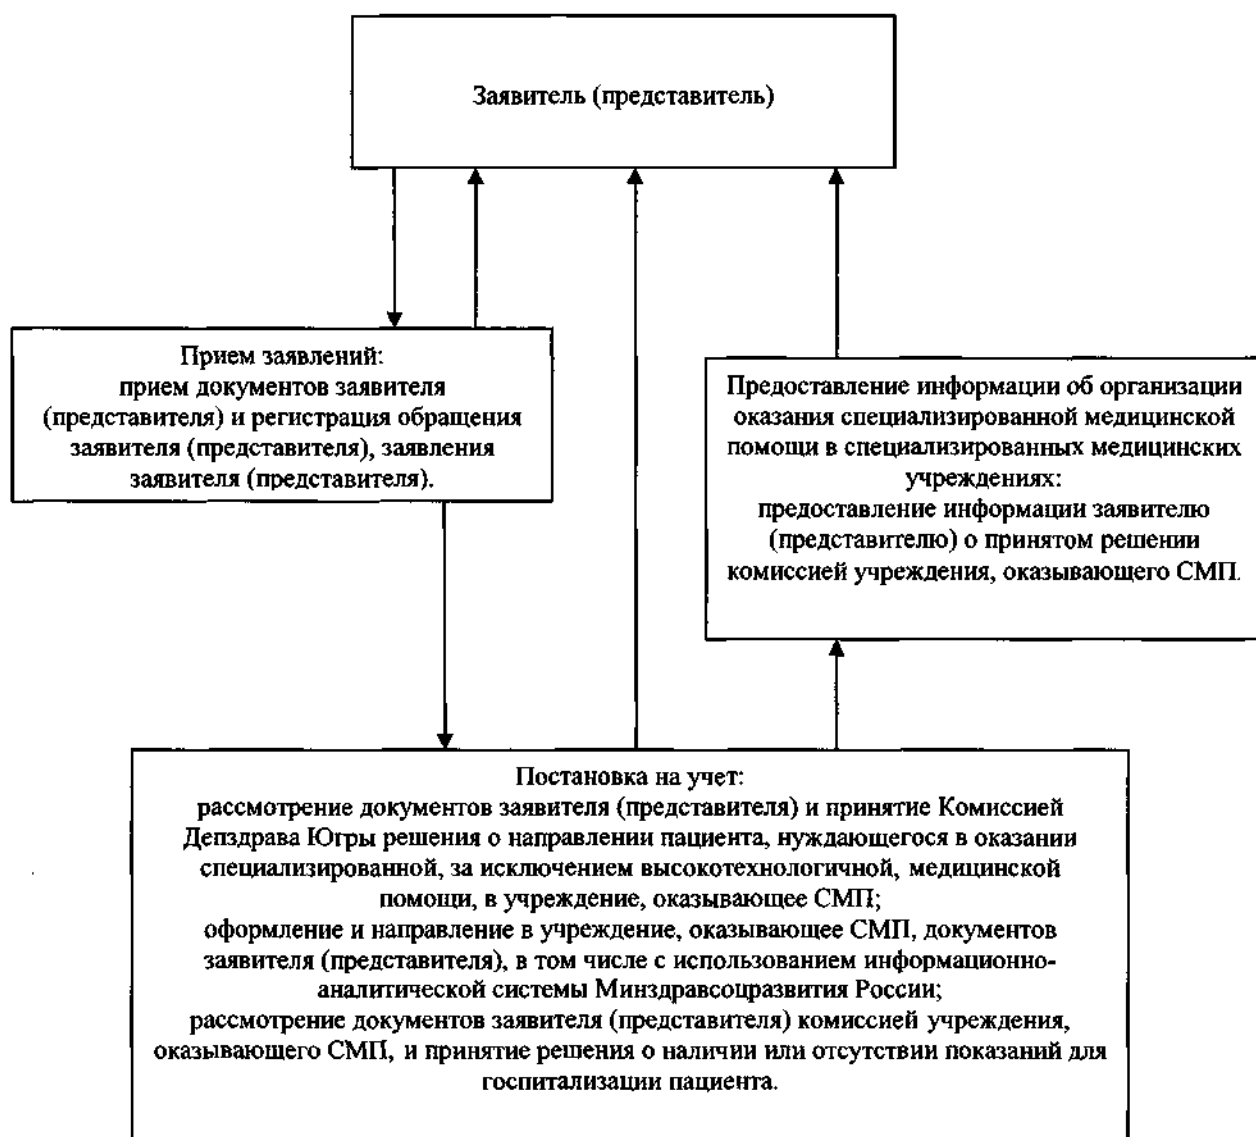 Заявитель (представитель)
Прием заявлений:
прием документов заявителя
(представителя) и регистрация обращения
заявителя (представителя), заявления
заявителя (представителя).
Предоставление информации об организации
оказания специализированной медицинской
помощи в специализированных медицинских
учреждениях:
предоставление информации заявителю
(представителю) о принятом решении
комиссией учреждения, оказывающего СМП.
Постановка на учет:
рассмотрение документов заявителя (представителя) и принятие Комиссией
Депздрава Югры решения о направлении пациента, нуждающегося в оказании
специализированной, за исключением высокотехнологичной, медицинской
помощи, в учреждение, оказывающее СМП;
оформление и направление в учреждение, оказывающее СМП, документов
заявителя (представителя), в том числе с использованием информационно-
аналитической системы Минздравсоцразвития России;
рассмотрение документов заявителя (представителя) комиссией учреждения,
оказывающего СМП, и принятие решения о наличии или отсутствии показаний для
госпитализации пациента.